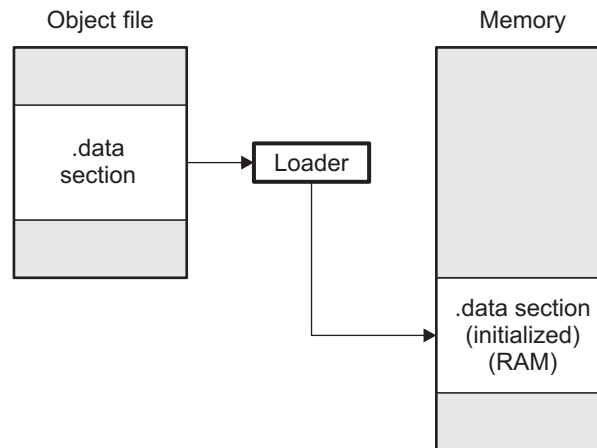 Object file
Memory
.data
section
Loader
.data section
(initialized)
(RAM)